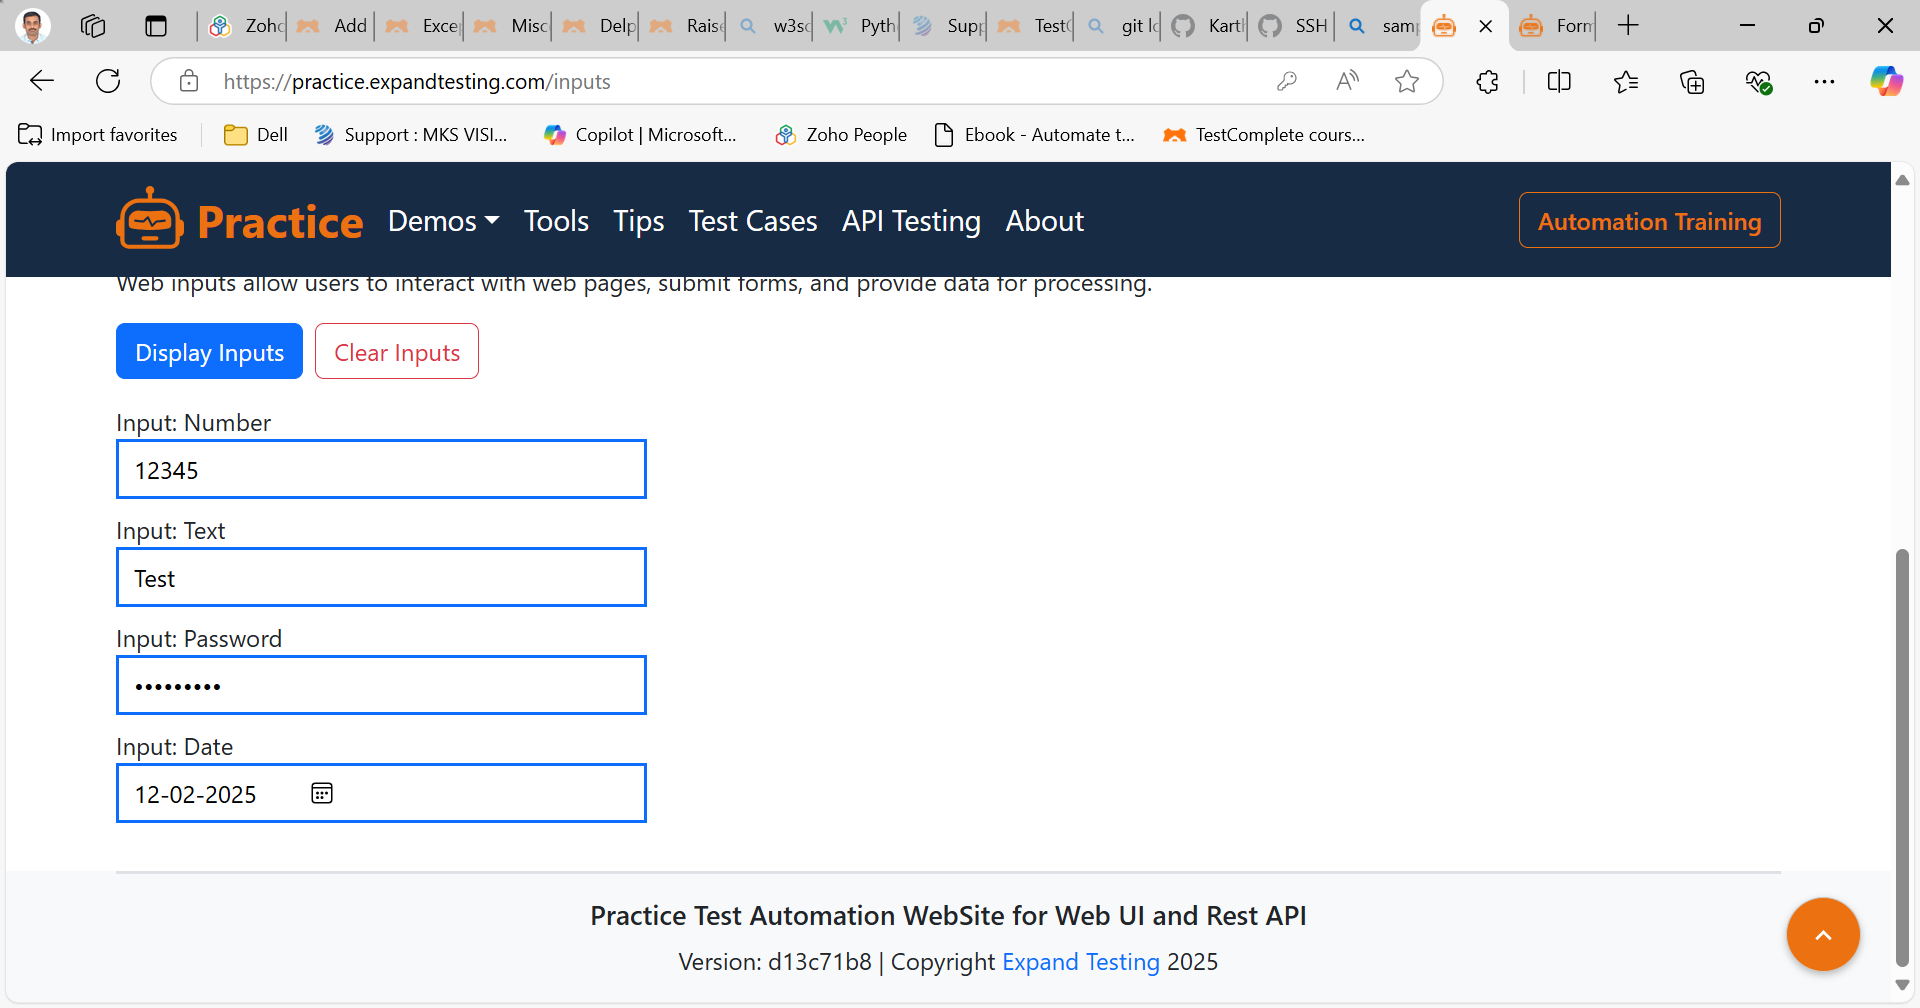 Zoho
Add
Excep
Misc
Delp
Raise
w3sc
Pyth
Supp
Test
git lo
Karth
SSH
samp
Form
https://practice.expandtesting.com/inputs
Import favorites
Dell
Support : MKS VISI...
Copilot | Microsoft...
Zoho People
Ebook - Automate t...
TestComplete cours...
Practice
Demos
Tools
Tips
Test Cases
API Testing
About
Automation Training
Web inputs allow users to interact with web pages, submit forms, and provide data for processing.
Display Inputs
Clear Inputs
Input: Number
12345
Input: Text
Test
Input: Password
•••••••••
Input: Date
12-02-2025
Practice Test Automation WebSite for Web UI and Rest API
Version: d13c71b8 | Copyright Expand Testing 2025